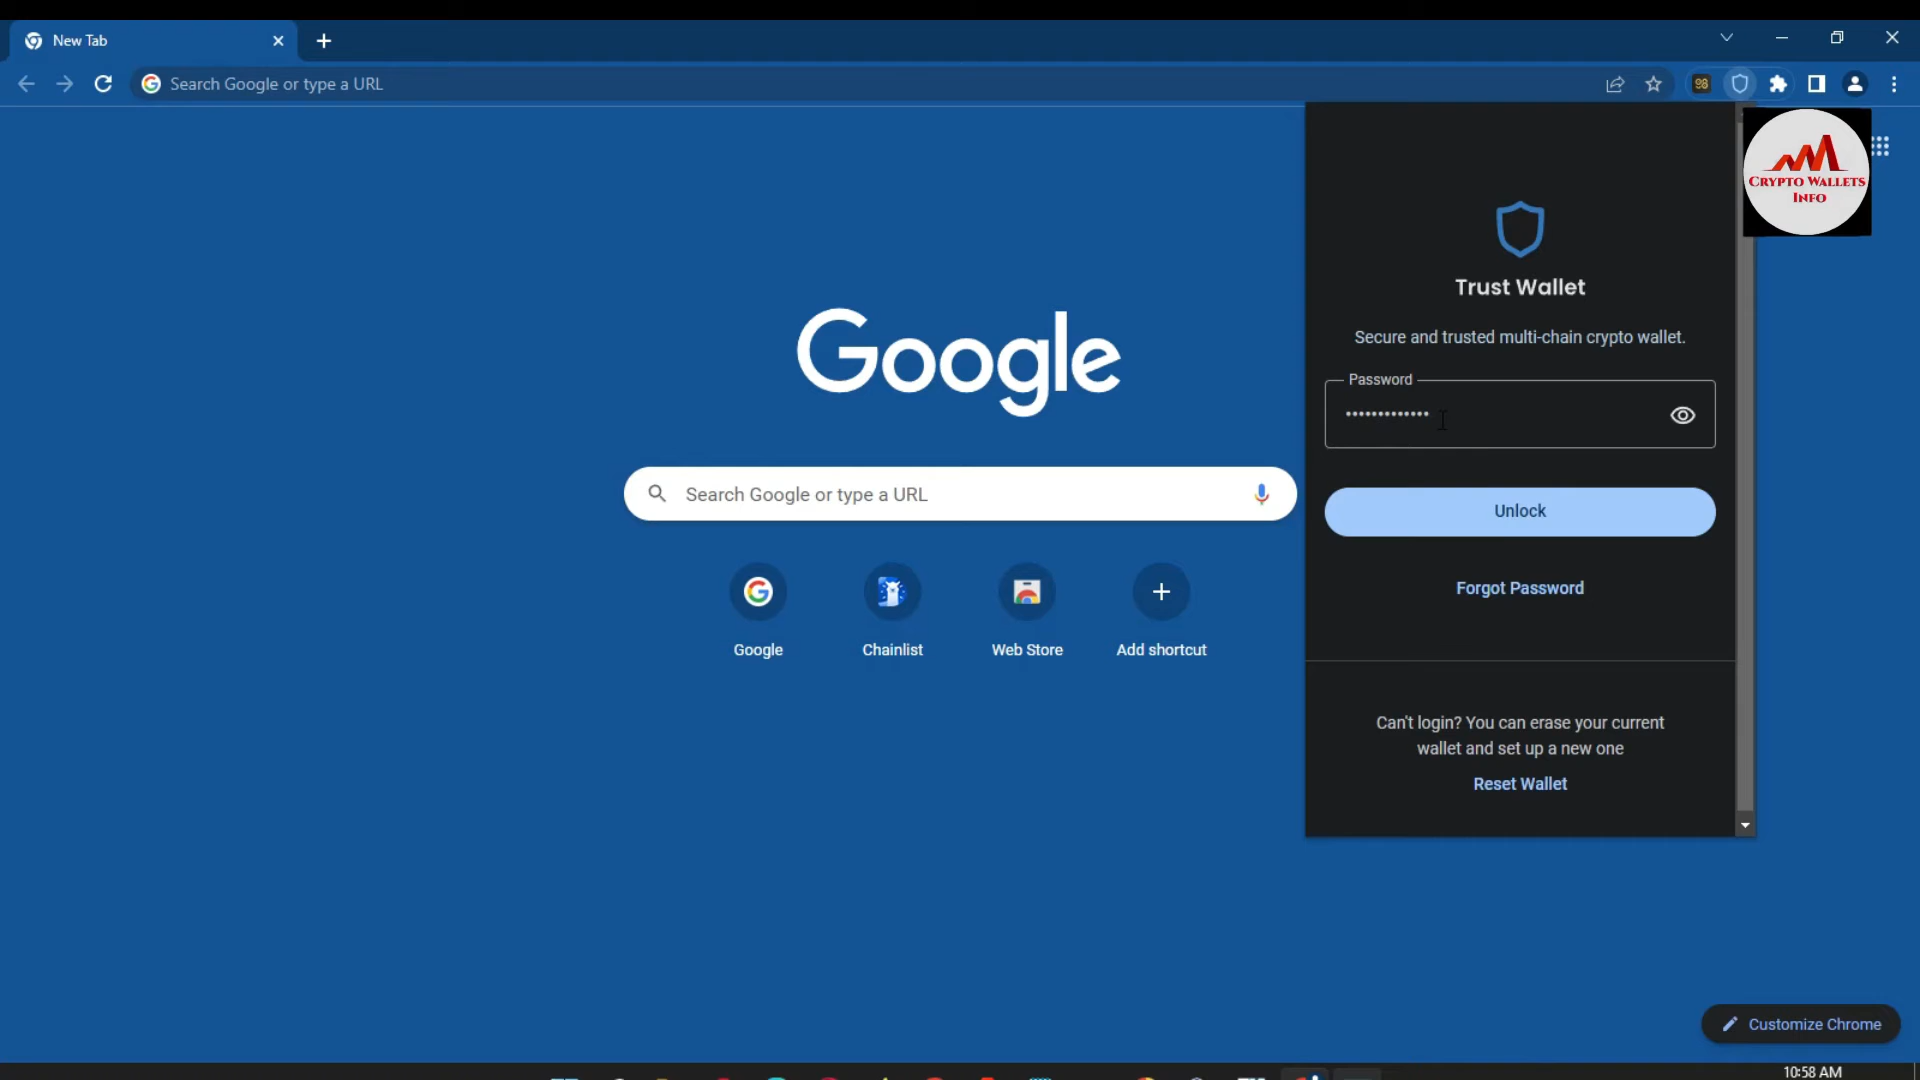 New Tab
Search Google or type a URL
98
CRYPTO WALLETS
INFO
Trust Wallet
Secure and trusted multi-chain crypto wallet.
Password
•••••••••••••
Google
Search Google or type a URL
Unlock
Forgot Password
Google
Chainlist
Web Store
Add shortcut
Can't login? You can erase your current
wallet and set up a new one
Reset Wallet
Customize Chrome
10:58 AM